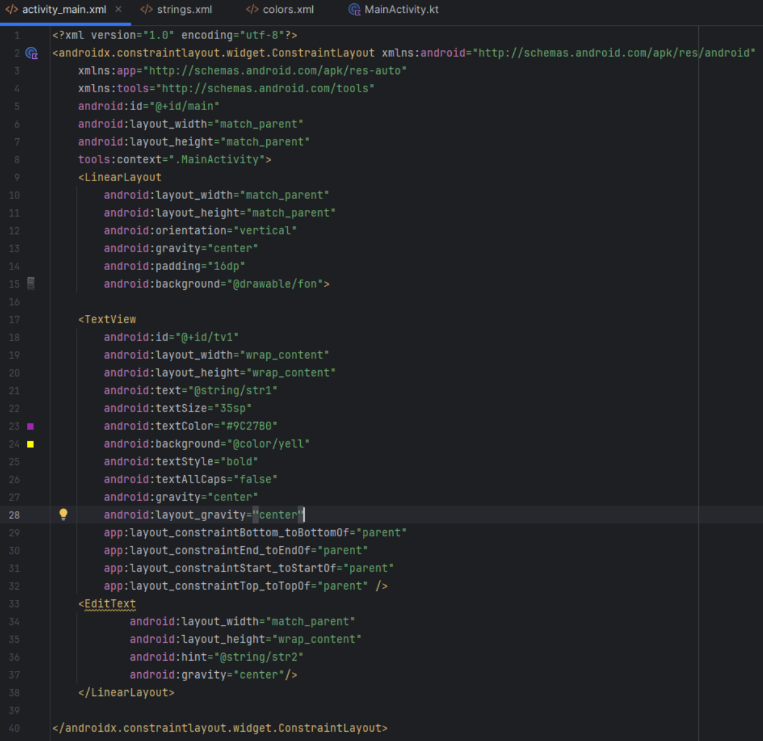 activity_main.xml × strings.xml colors.xml MainActivity.kt
1 <?xml version="1.0" encoding="utf-8"?>
2 <androidx.constraintlayout.widget.ConstraintLayout xmlns:android="http://schemas.android.com/apk/res/android"
3 xmlns:app="http://schemas.android.com/apk/res-auto"
4 xmlns:tools="http://schemas.android.com/tools"
5 android:id="@+id/main"
6 android:layout_width="match_parent"
7 android:layout_height="match_parent"
8 tools:context=".MainActivity">
9 <LinearLayout
10 android:layout_width="match_parent"
11 android:layout_height="match_parent"
12 android:orientation="vertical"
13 android:gravity="center"
14 android:padding="16dp"
15 android:background="@drawable/fon">
16
17 <TextView
18 android:id="@+id/tv1"
19 android:layout_width="wrap_content"
20 android:layout_height="wrap_content"
21 android:text="@string/str1"
22 android:textSize="35sp"
23 android:textColor="#9C27B0"
24 android:background="@color/yell"
25 android:textStyle="bold"
26 android:textAllCaps="false"
27 android:gravity="center"
28 android:layout_gravity="center"
29 app:layout_constraintBottom_toBottomOf="parent"
30 app:layout_constraintEnd_toEndOf="parent"
31 app:layout_constraintStart_toStartOf="parent"
32 app:layout_constraintTop_toTopOf="parent" />
33 <EditText
34 android:layout_width="match_parent"
35 android:layout_height="wrap_content"
36 android:hint="@string/str2"
37 android:gravity="center"/>
38 </LinearLayout>
39
40 </androidx.constraintlayout.widget.ConstraintLayout>